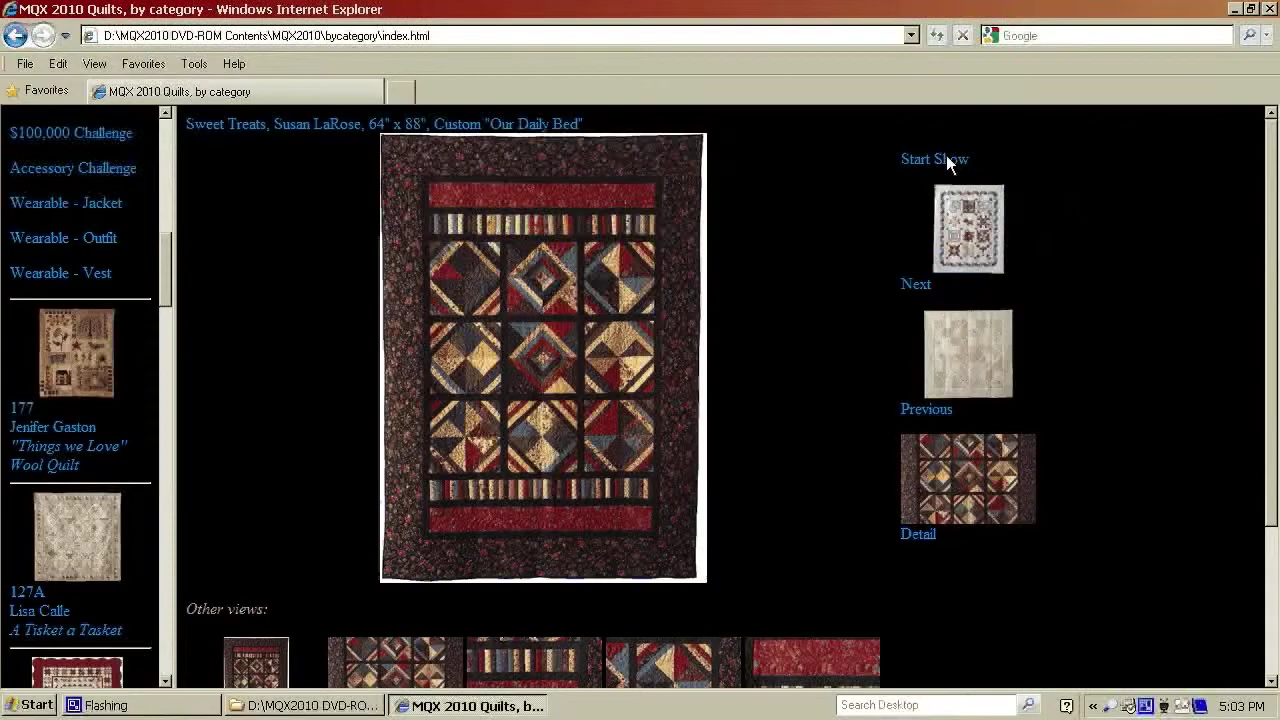 MQX 2010 Quilts, by category - Windows Internet Explorer
D:\MQX2010 DVD-ROM Contents\MQX2010\bycategory\index.html
Google
File Edit View Favorites Tools Help
Favorites
MQX 2010 Quilts, by category
$100,000 Challenge
Accessory Challenge
Wearable - Jacket
Wearable - Outfit
Wearable - Vest
177
Jenifer Gaston
"Things we Love"
Wool Quilt
127A
Lisa Calle
A Tisket a Tasket
Sweet Treats, Susan LaRose, 64" x 88", Custom "Our Daily Bed"
Start Show
Next
Previous
Detail
Other views:
Start
Flashing
D:\MQX2010 DVD-RO...
MQX 2010 Quilts, b...
Search Desktop
«
5:03 PM